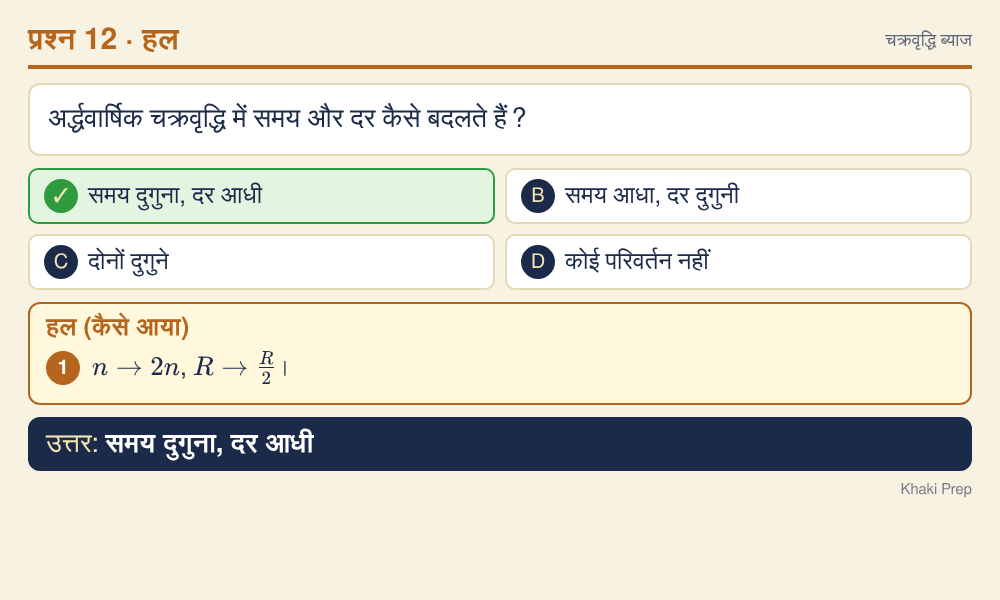 प्रश्न 12 · हल
चक्रवृद्धि ब्याज
अर्द्धवार्षिक चक्रवृद्धि में समय और दर कैसे बदलते हैं ?
✓ समय दुगुना, दर आधी
B समय आधा, दर दुगुनी
C दोनों दुगुने
D कोई परिवर्तन नहीं
हल (कैसे आया)
1 n → 2n, R → R/2 ।
उत्तर: समय दुगुना, दर आधी
Khaki Prep